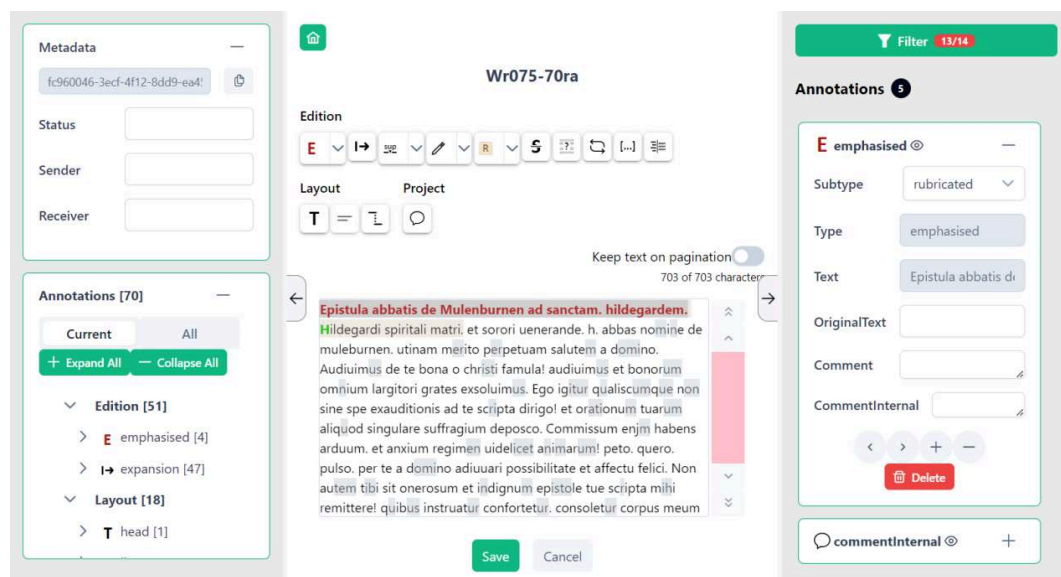 Metadata
fc960046-3ecf-4f12-8dd9-ea4
Status
Sender
Receiver
Annotations [70]
Current All
+ Expand All — Collapse All
Edition [51]
E emphasised [4]
expansion [47]
Layout [18]
T head [1]
Wr075-70ra
Edition
E sup R S ? [...]
Layout Project
T
Keep text on pagination
703 of 703 characters
Epistula abbatis de Mulenburnen ad sanctam. hildegardem.
Hildegardi spiritali matri. et sorori uenerande. h. abbas nomine de
muleburnen. utinam merito perpetuam salutem a domino.
Audiuimus de te bona o christi famula! audiuimus et bonorum
omnium largitori grates exsoluimus. Ego igitur qualiscumque non
sine spe exauditionis ad te scripta dirigo! et orationum tuarum
aliquod singulare suffragium deposco. Commissum enjm habens
arduum. et anxium regimen uidelicet animarum! peto. quero.
pulso. per te a domino adiuuari possibilitate et affectu felici. Non
autem tibi sit onerosum et indignum epistole tue scripta mihi
remittere! quibus instruatur confortetur. consoletur corpus meum
Save Cancel
Filter 13/14
Annotations 5
E emphasised
Subtype rubricated
Type emphasised
Text Epistula abbatis d
OriginalText
Comment
CommentInternal
‹ › + —
Delete
commentInternal +